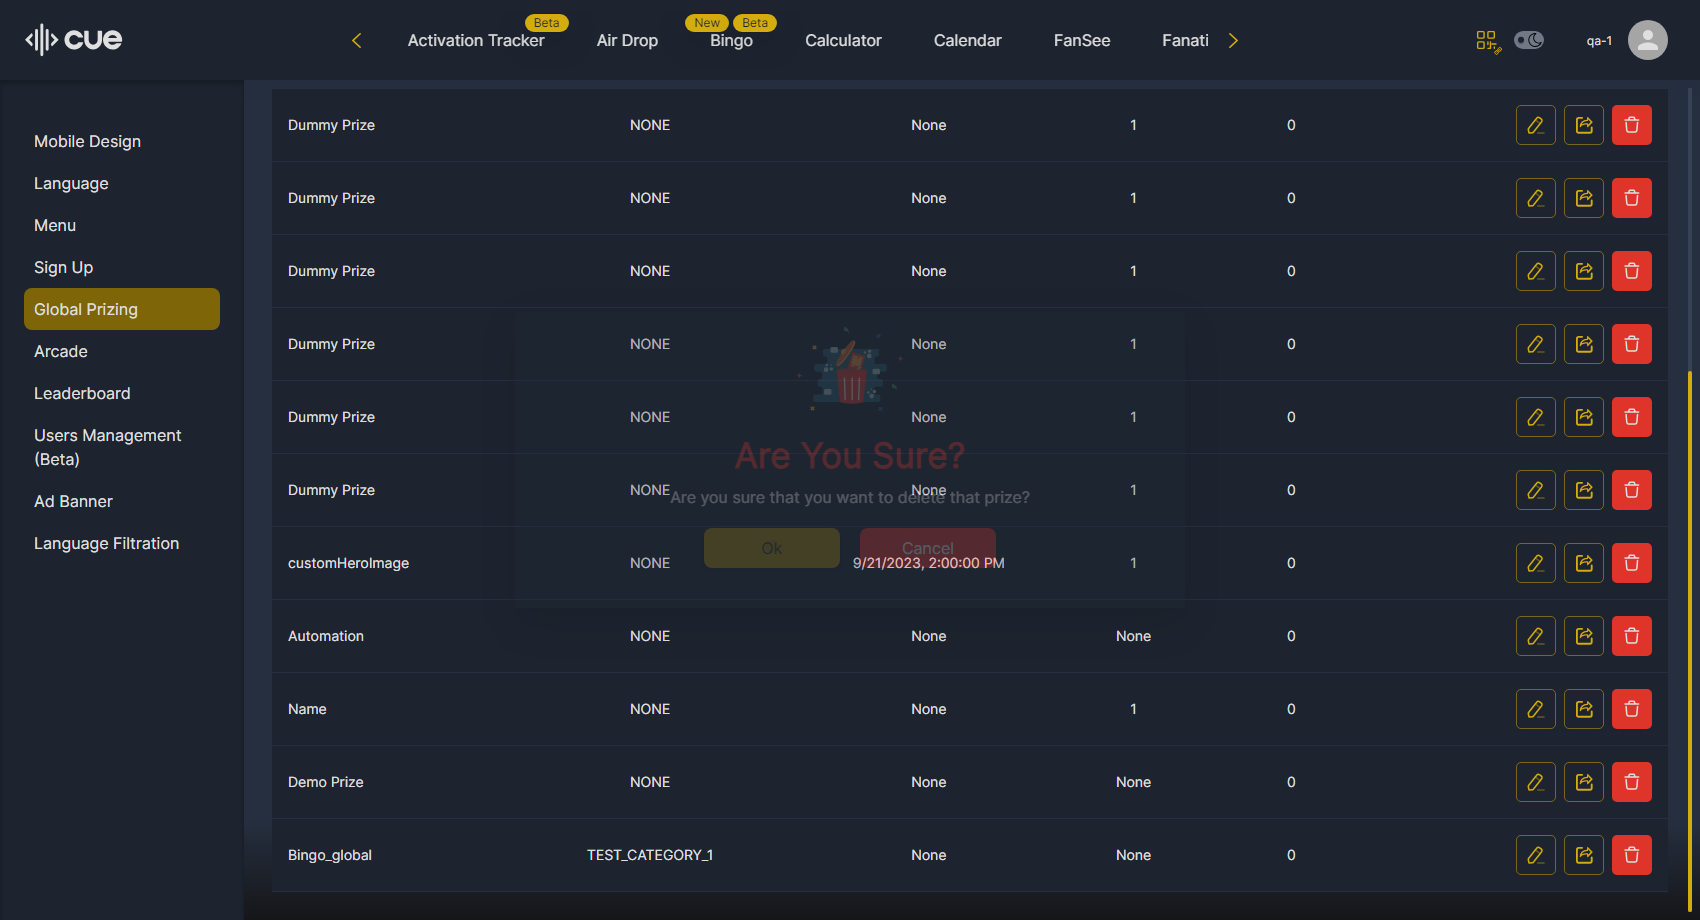 cue
Activation Tracker
Beta
Air Drop
Bingo
New
Beta
Calculator
Calendar
FanSee
Fanati
qa-1
Mobile Design
Language
Menu
Sign Up
Global Prizing
Arcade
Leaderboard
Users Management
(Beta)
Ad Banner
Language Filtration
Dummy Prize NONE None 1 0
Dummy Prize NONE None 1 0
Dummy Prize NONE None 1 0
Dummy Prize NONE None 1 0
Dummy Prize NONE None 1 0
Dummy Prize NONE None 1 0
customHeroImage NONE 9/21/2023, 2:00:00 PM 1 0
Automation NONE None None 0
Name NONE None 1 0
Demo Prize NONE None None 0
Bingo_global TEST_CATEGORY_1 None None 0
Are You Sure?
Are you sure that you want to delete that prize?
Ok
Cancel